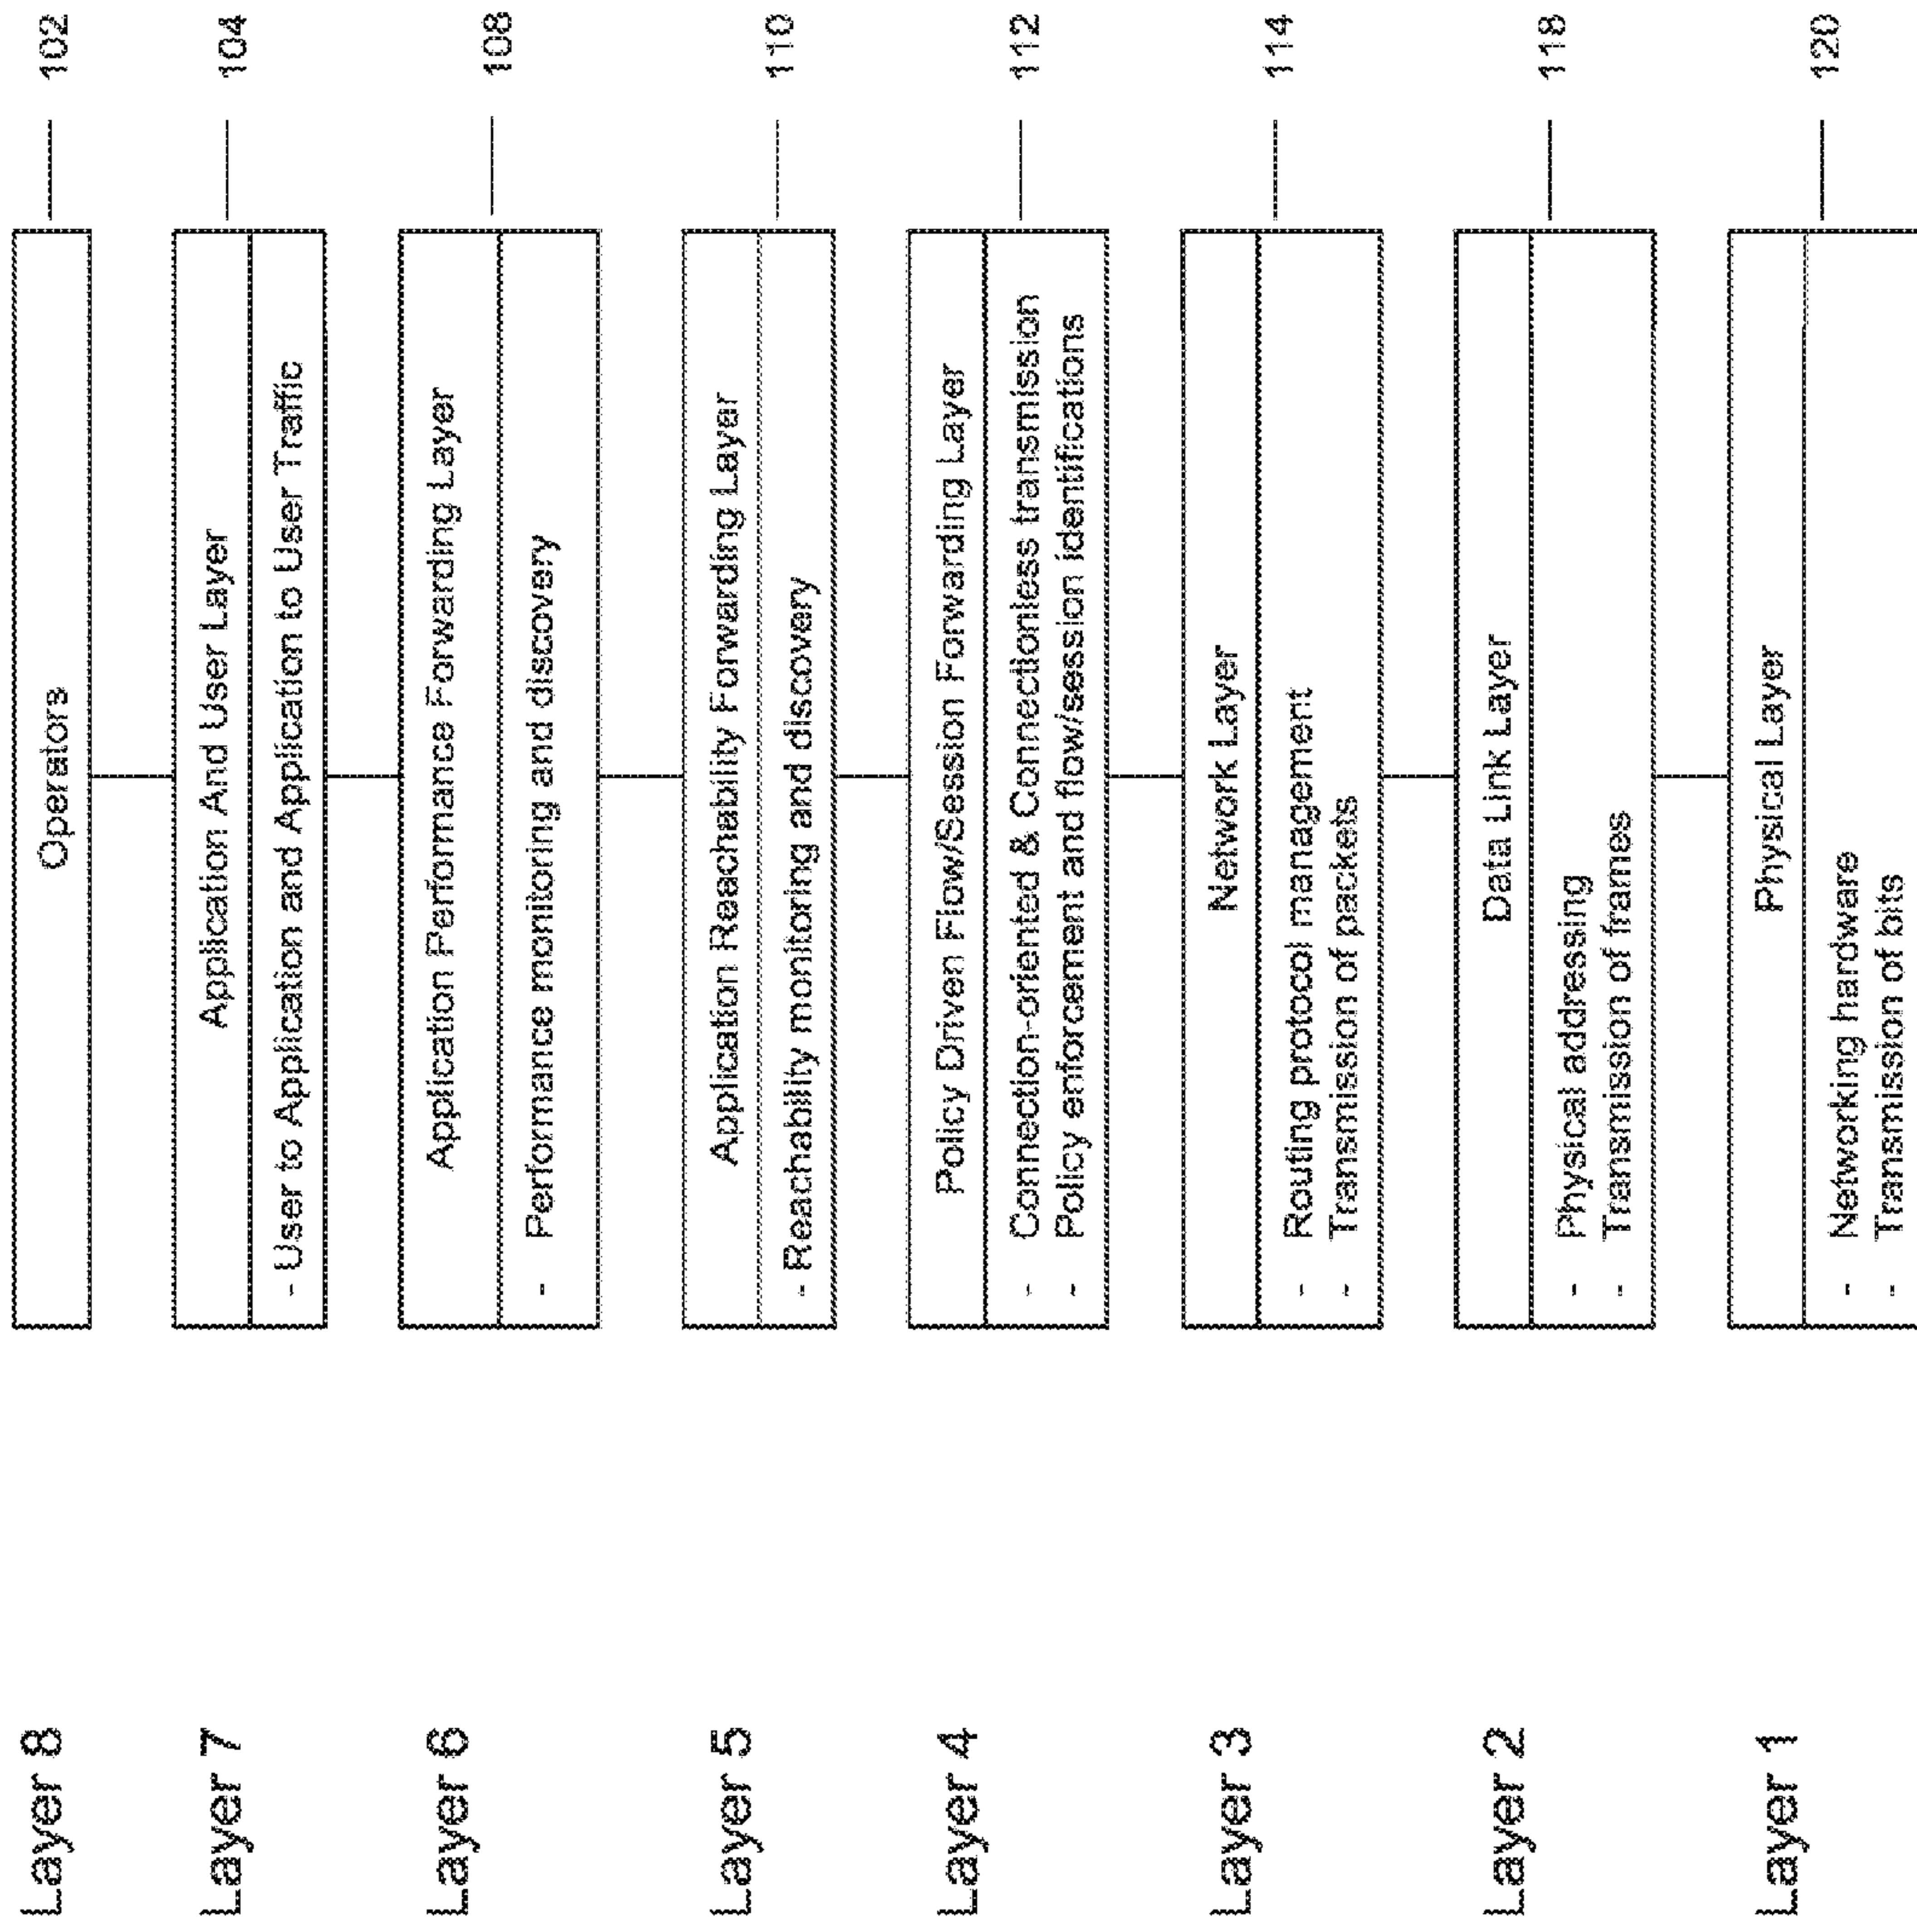 Layer 8
Operators
102
Layer 7
Application And User Layer
- User to Application and Application to User Traffic
104
Layer 6
Application Performance Forwarding Layer
- Performance monitoring and discovery
108
Layer 5
Application Reachability Forwarding Layer
- Reachability monitoring and discovery
110
Layer 4
Policy Driven Flow/Session Forwarding Layer
- Connection-oriented & Connectionless transmission
- Policy enforcement and flow/session identifications
112
Layer 3
Network Layer
- Routing protocol management
- Transmission of packets
114
Layer 2
Data Link Layer
- Physical addressing
- Transmission of frames
118
Layer 1
Physical Layer
- Networking hardware
- Transmission of bits
120